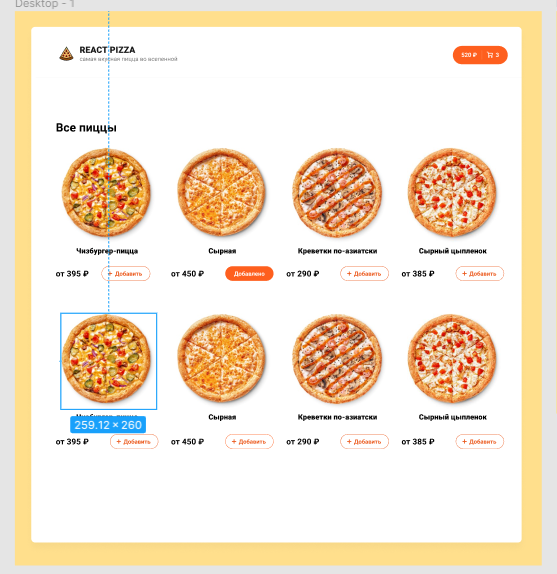 Desktop - 1
REACT PIZZA
самая вкусная пицца во вселенной
520 ₽ 3
Все пиццы
Чизбургер-пицца Сырная Креветки по-азиатски Сырный цыпленок
от 395 ₽ + Добавить от 450 ₽ Добавлено от 290 ₽ + Добавить от 385 ₽ + Добавить
Сырная Креветки по-азиатски Сырный цыпленок
259.12 × 260
от 395 ₽ + Добавить от 450 ₽ + Добавить от 290 ₽ + Добавить от 385 ₽ + Добавить